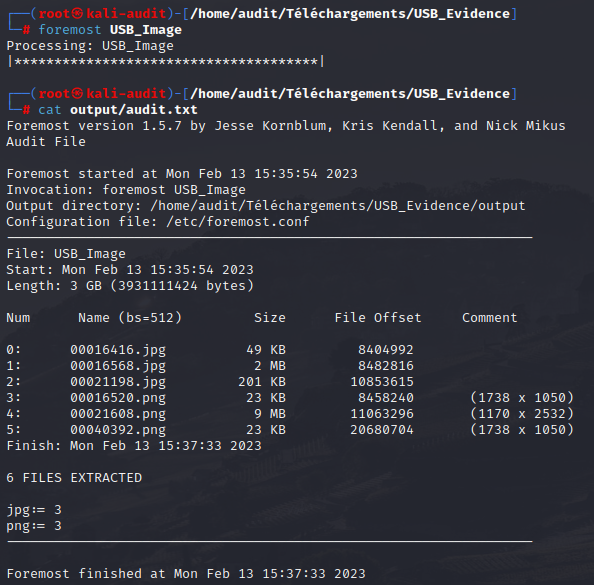 ┌──(root㉿kali-audit)-[/home/audit/Téléchargements/USB_Evidence]
└─# foremost USB_Image
Processing: USB_Image
|**************************************|
┌──(root㉿kali-audit)-[/home/audit/Téléchargements/USB_Evidence]
└─# cat output/audit.txt
Foremost version 1.5.7 by Jesse Kornblum, Kris Kendall, and Nick Mikus
Audit File
Foremost started at Mon Feb 13 15:35:54 2023
Invocation: foremost USB_Image
Output directory: /home/audit/Téléchargements/USB_Evidence/output
Configuration file: /etc/foremost.conf
------------------------------------------------------------------
File: USB_Image
Start: Mon Feb 13 15:35:54 2023
Length: 3 GB (3931111424 bytes)
Num      Name (bs=512)         Size      File Offset     Comment
0:      00016416.jpg          49 KB         8404992
1:      00016568.jpg           2 MB         8482816
2:      00021198.jpg         201 KB        10853615
3:      00016520.png          23 KB         8458240       (1738 x 1050)
4:      00021608.png           9 MB        11063296       (1170 x 2532)
5:      00040392.png          23 KB        20680704       (1738 x 1050)
Finish: Mon Feb 13 15:37:33 2023
6 FILES EXTRACTED
jpg:= 3
png:= 3
------------------------------------------------------------------
Foremost finished at Mon Feb 13 15:37:33 2023